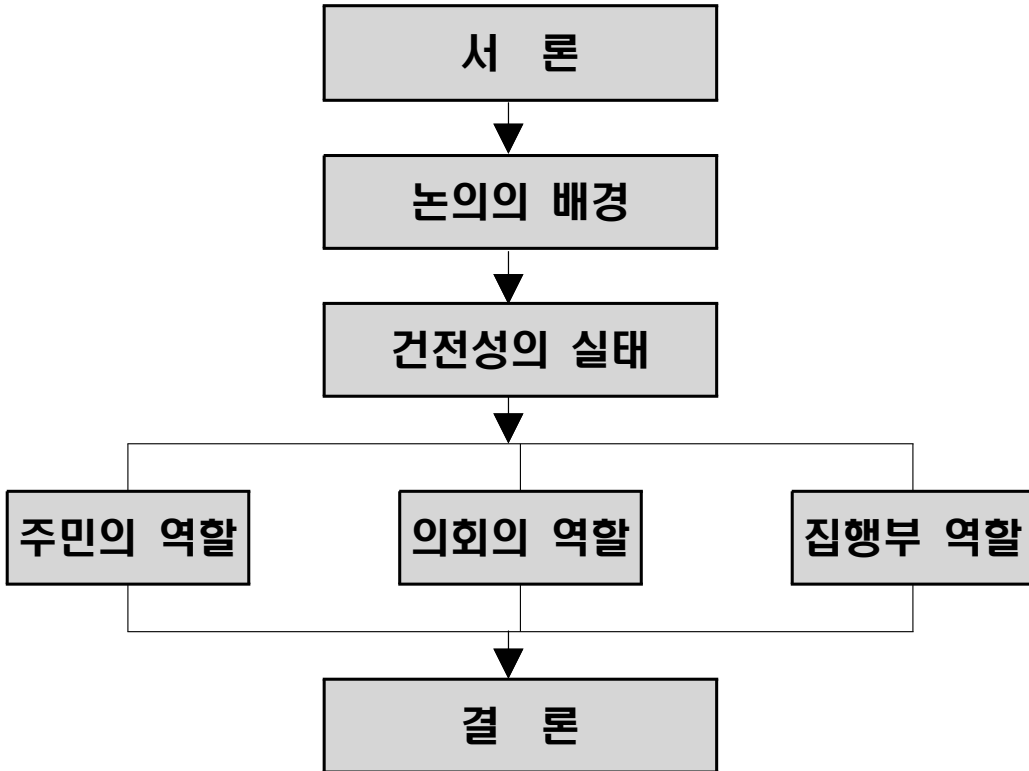 서 론
논의의 배경
건전성의 실태
주민의 역할
의회의 역할
집행부 역할
결 론